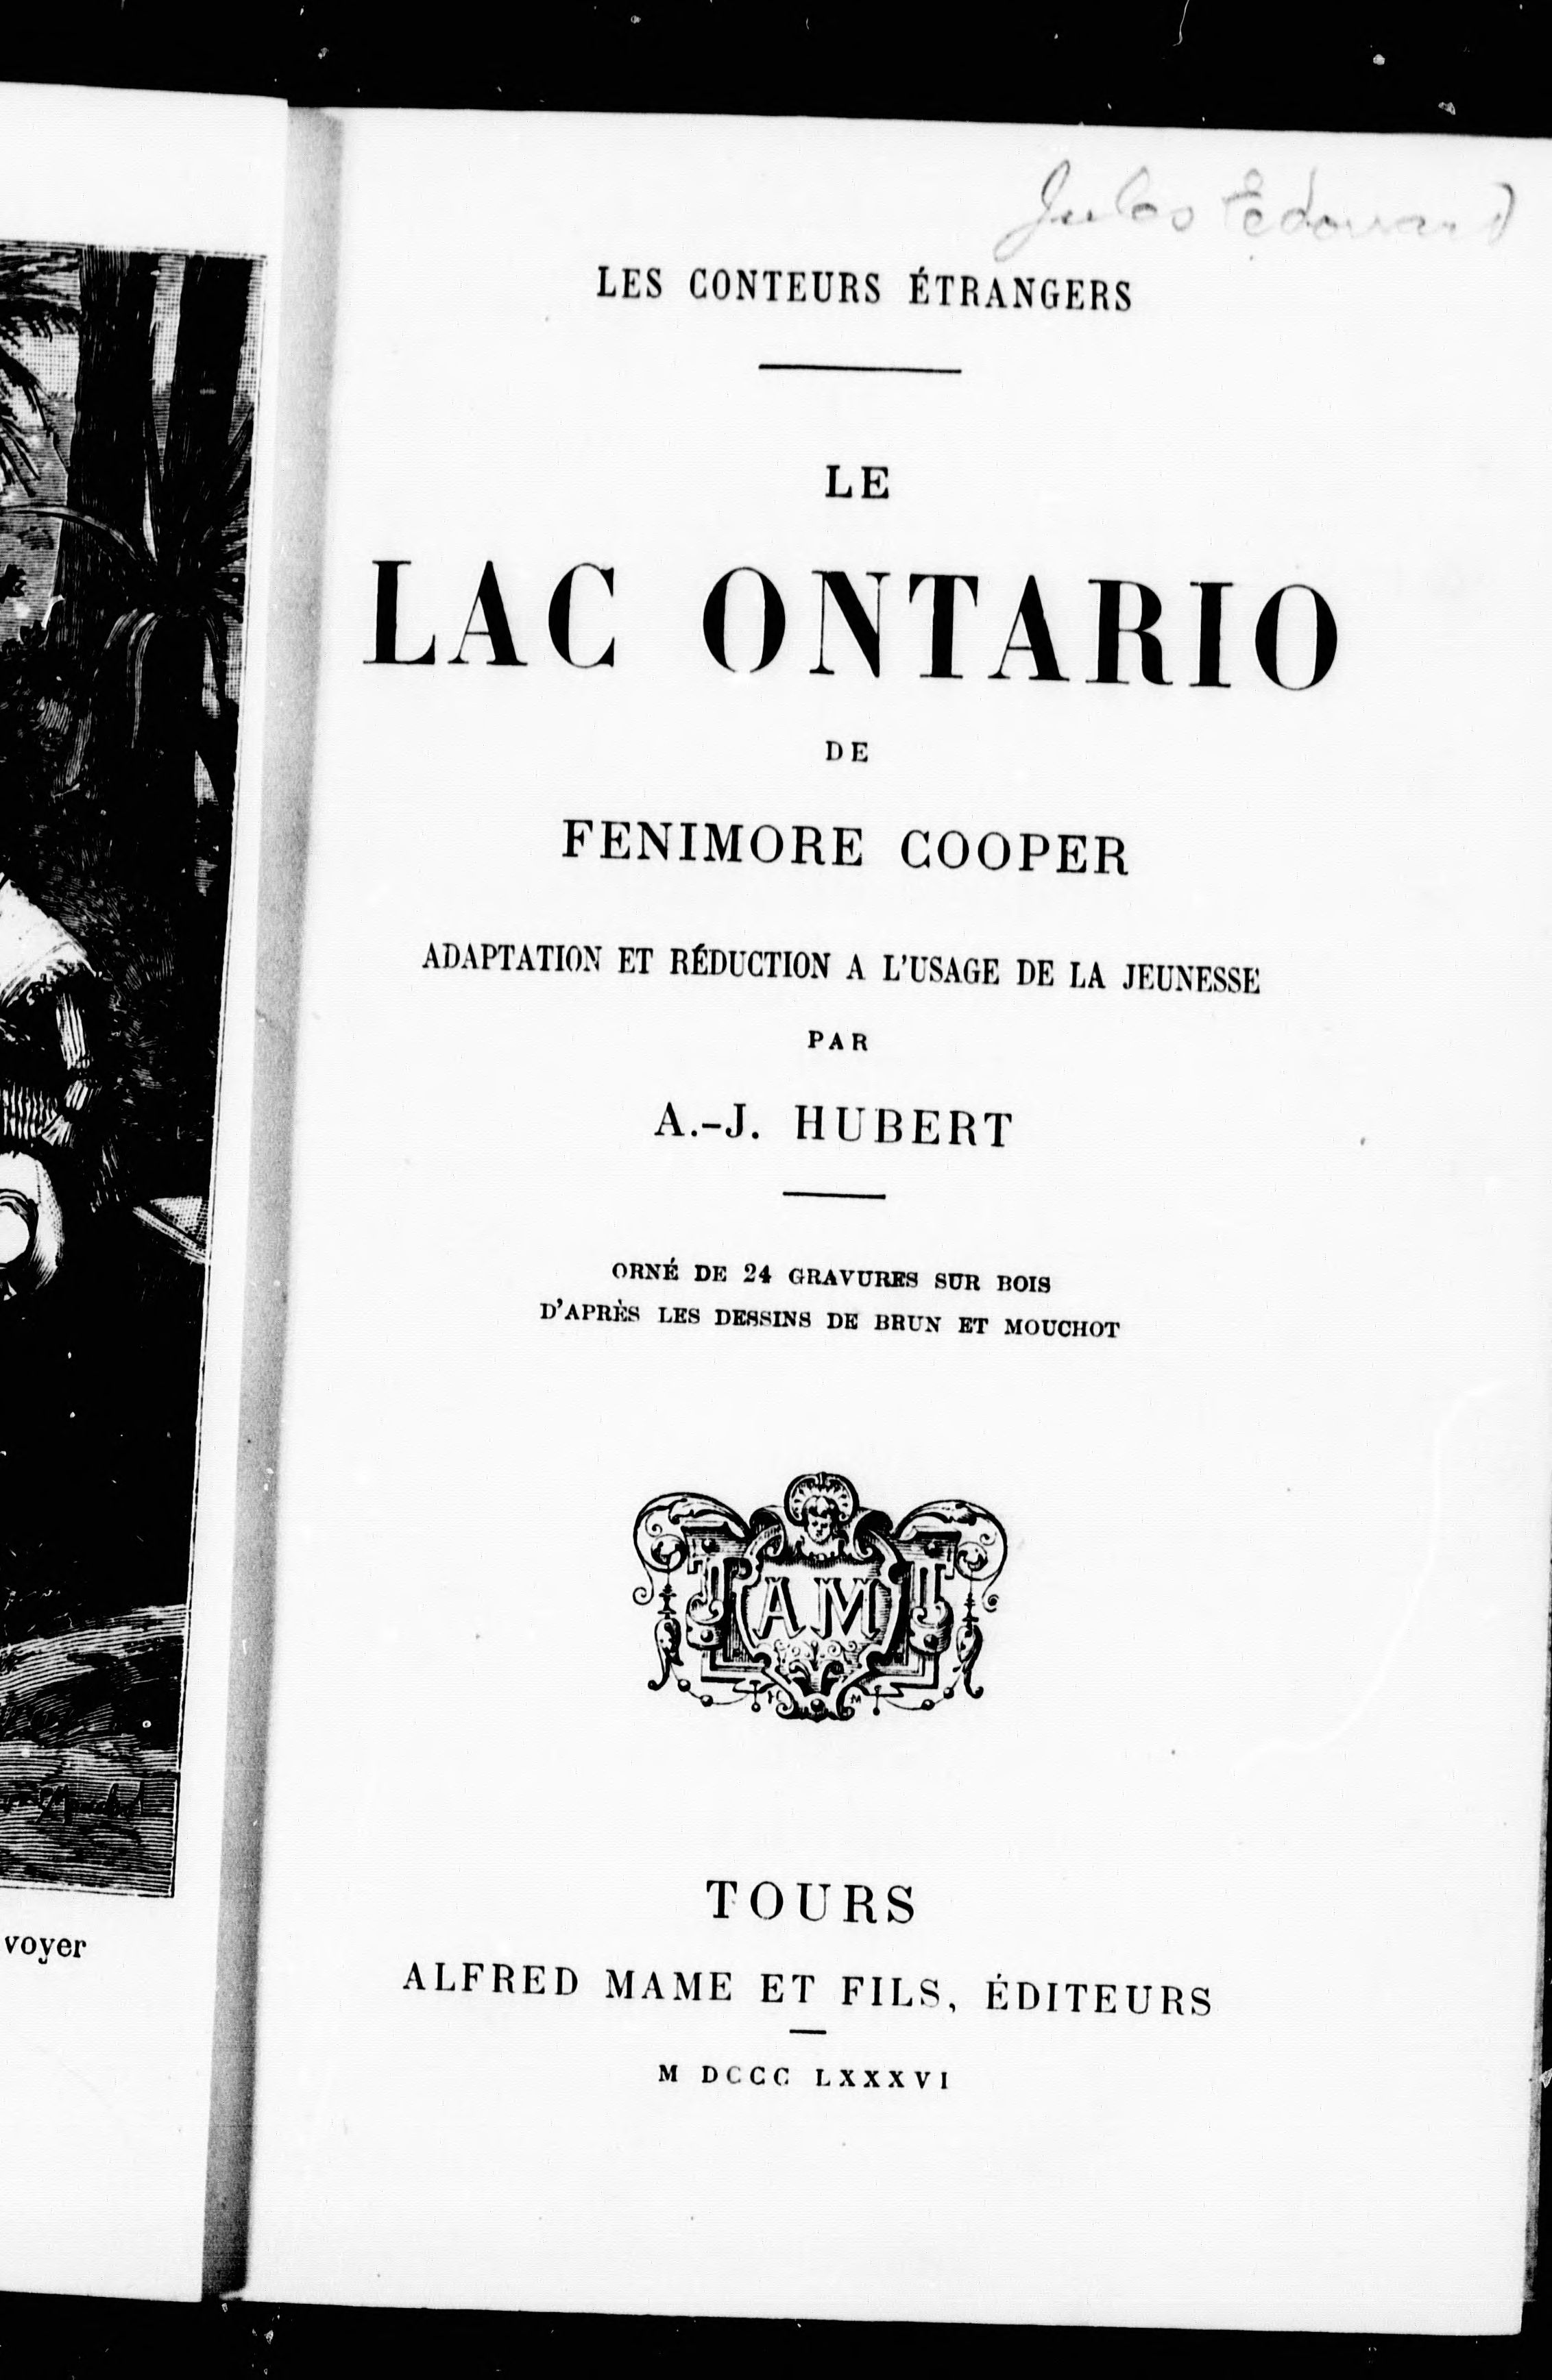 Jules Edouard
LES CONTEURS ÉTRANGERS
LE
LAC ONTARIO
DE
FENIMORE COOPER
ADAPTATION ET RÉDUCTION A L'USAGE DE LA JEUNESSE
PAR
A.-J. HUBERT
ORNÉ DE 24 GRAVURES SUR BOIS
D'APRÈS LES DESSINS DE BRUN ET MOUCHOT
AM
TOURS
ALFRED MAME ET FILS, ÉDITEURS
M DCCC LXXXVI
voyer